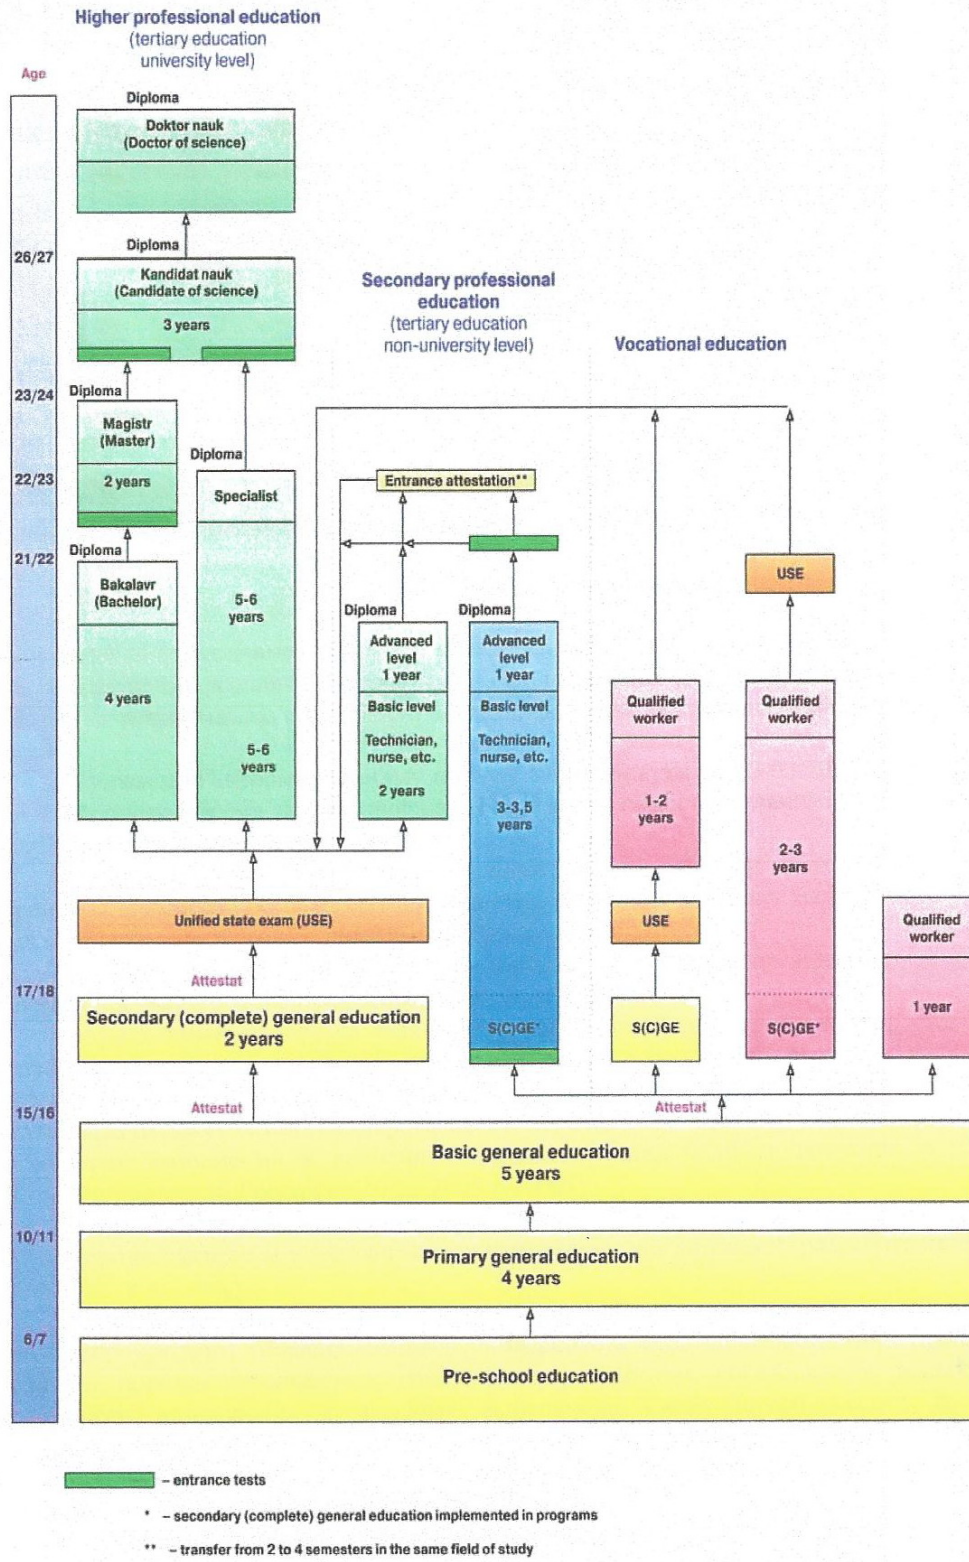 Higher professional education
(tertiary education
university level)
Age
Diploma
Doktor nauk
(Doctor of science)
Diploma
26/27
Kandidat nauk
(Candidate of science)
3 years
Secondary professional
education
(tertiary education
non-university level)
Vocational education
23/24
Diploma
Magistr
(Master)
2 years
Diploma
22/23
Specialist
Entrance attestation**
Diploma
21/22
Bakalavr
(Bachelor)
4 years
5-6
years
5-6
years
USE
Diploma
Advanced
level
1 year
Basic level
Technician,
nurse, etc.
2 years
Diploma
Advanced
level
1 year
Basic level
Technician,
nurse, etc.
3-3,5
years
S(C)GE*
Qualified
worker
1-2
years
USE
S(C)GE
Qualified
worker
2-3
years
S(C)GE*
Qualified
worker
1 year
Unified state exam (USE)
Attestat
17/18
Secondary (complete) general education
2 years
Attestat
Attestat
15/16
Basic general education
5 years
10/11
Primary general education
4 years
6/7
Pre-school education
– entrance tests
* – secondary (complete) general education implemented in programs
** – transfer from 2 to 4 semesters in the same field of study